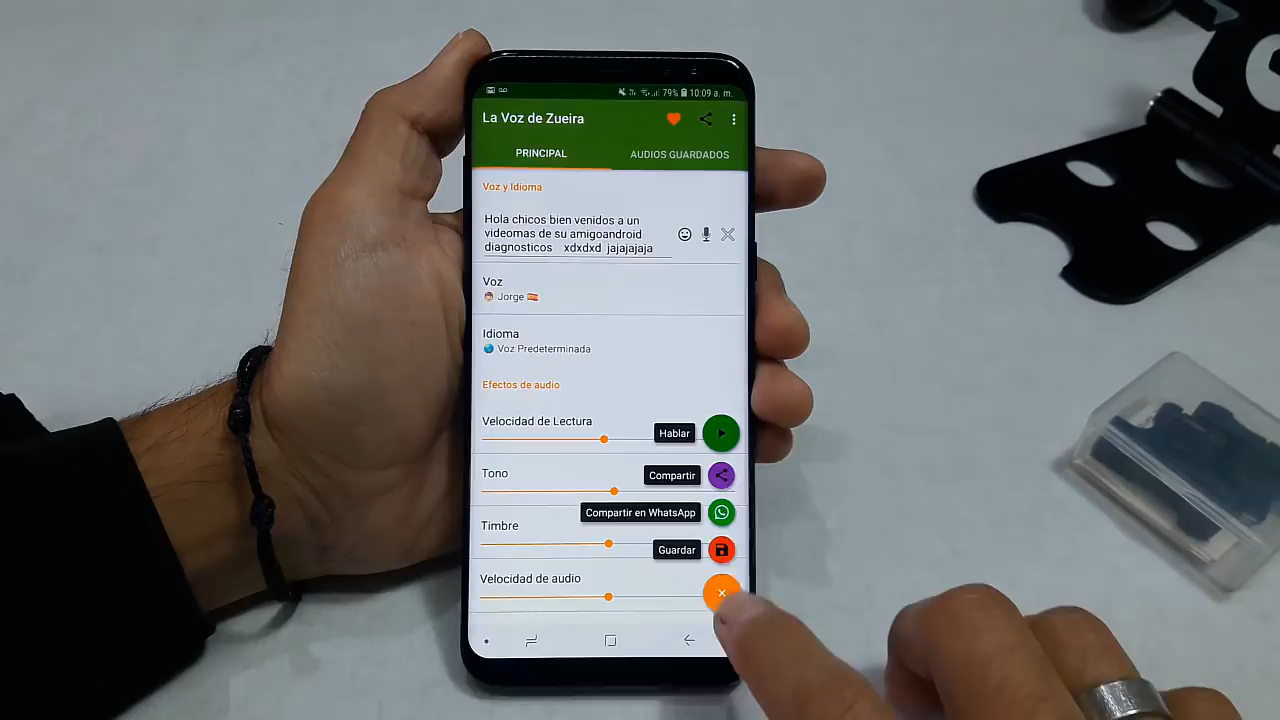 79% 10:09 a. m.
La Voz de Zueira
PRINCIPAL
AUDIOS GUARDADOS
Voz y Idioma
Hola chicos bien venidos a un
videomas de su amigoandroid
diagnosticos xdxdxd jajajajaja
Voz
Jorge
Idioma
Voz Predeterminada
Efectos de audio
Velocidad de Lectura
Hablar
Tono
Compartir
Compartir en WhatsApp
Timbre
Guardar
Velocidad de audio